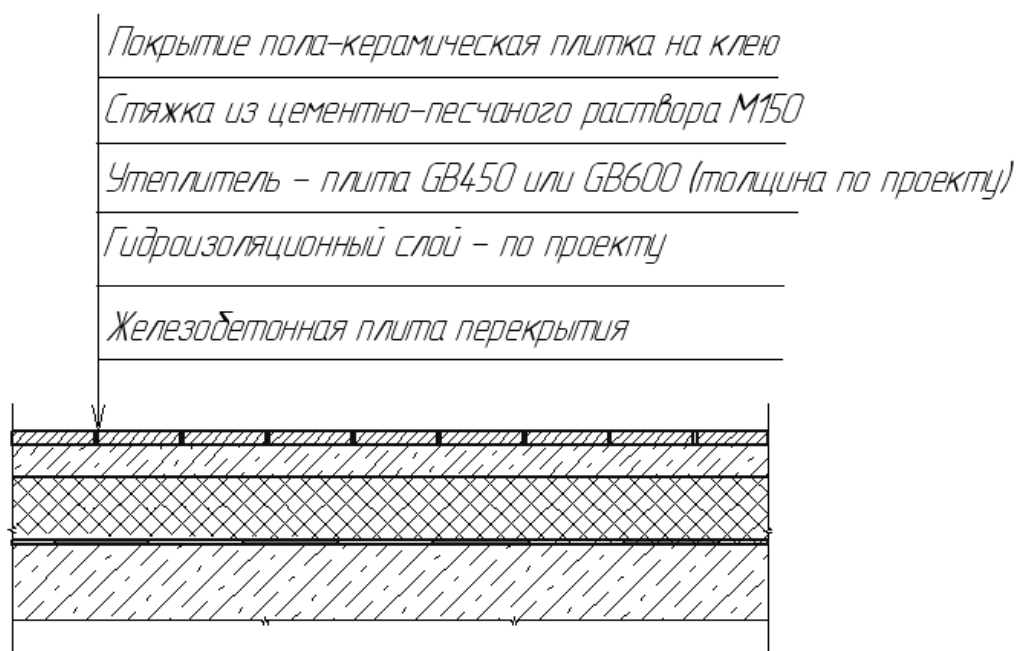 Покрытие пола-керамическая плитка на клею
Стяжка из цементно-песчаного раствора М150
Утеплитель - плита GB450 или GB600 (толщина по проекту)
Гидроизоляционный слой - по проекту
Железобетонная плита перекрытия